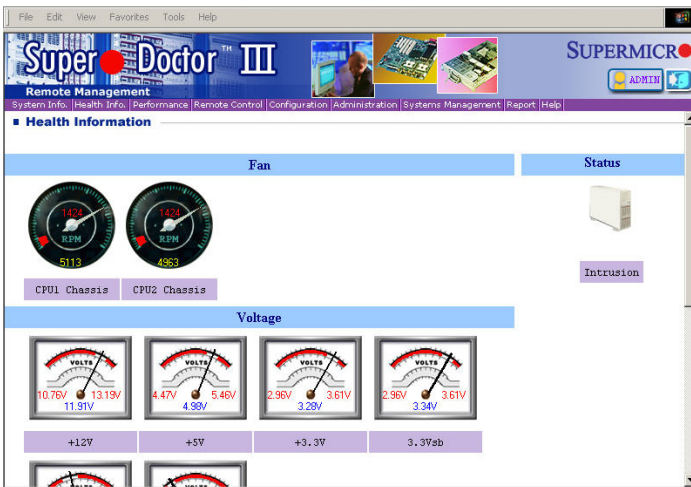 File Edit View Favorites Tools Help
Super Doctor™ III
SUPERMICR
Remote Management
ADMIN
System Info. Health Info. Performance Remote Control Configuration Administration Systems Management Report Help
Health Information
Fan
Status
1424
RPM
5113
1424
RPM
4963
CPU1 Chassis
CPU2 Chassis
Intrusion
Voltage
VOLTS
10.76V 13.19V
11.91V
VOLTS
4.47V 5.46V
4.98V
VOLTS
2.96V 3.61V
3.28V
VOLTS
2.96V 3.61V
3.34V
+12V
+5V
+3.3V
3.3Vsb